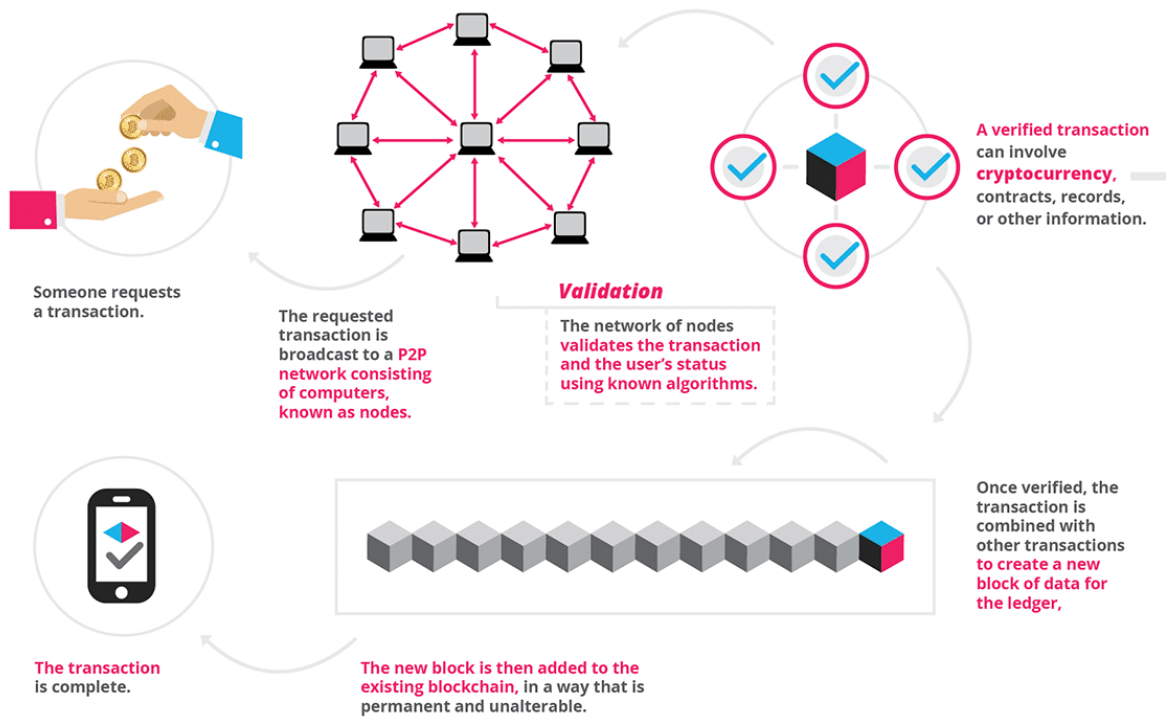 Someone requests
a transaction.
The requested
transaction is
broadcast to a P2P
network consisting
of computers,
known as nodes.
Validation
The network of nodes
validates the transaction
and the user's status
using known algorithms.
A verified transaction
can involve
cryptocurrency,
contracts, records,
or other information.
Once verified, the
transaction is
combined with
other transactions
to create a new
block of data for
the ledger,
The new block is then added to the
existing blockchain, in a way that is
permanent and unalterable.
The transaction
is complete.